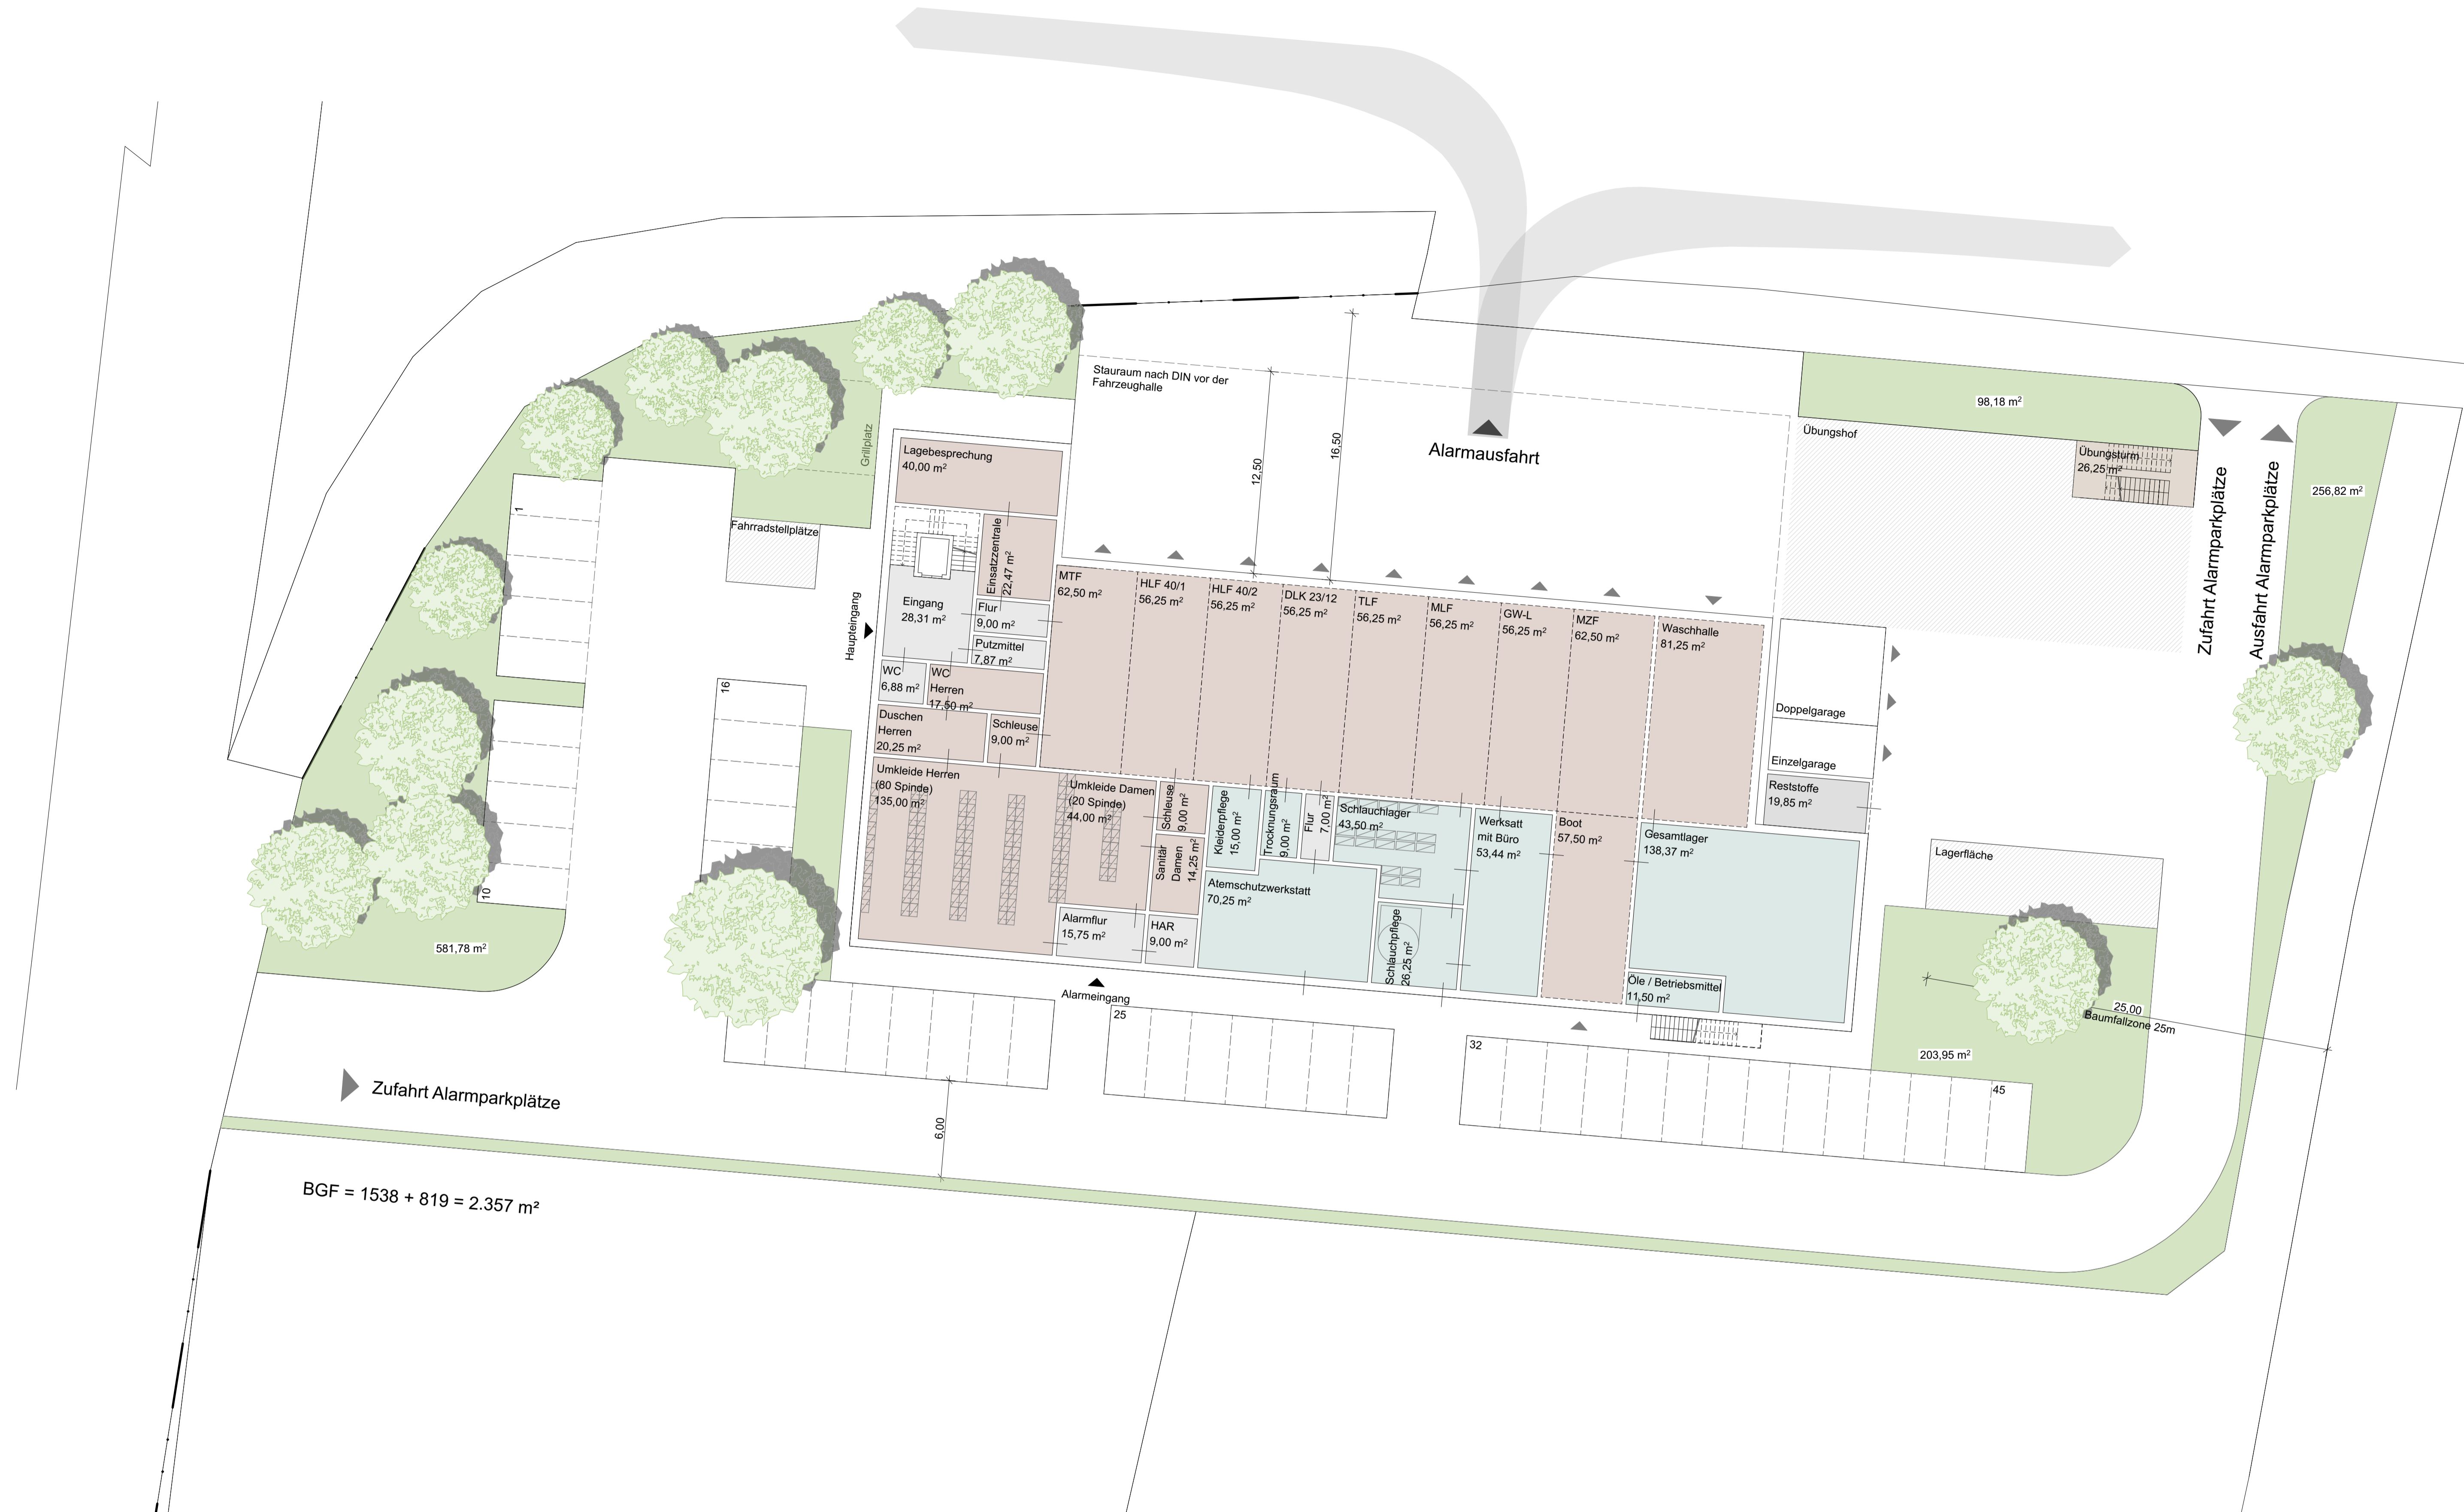 Stauraum nach DIN vor der
Fahrzeughalle
12,50
16,50
Alarmausfahrt
98,18 m²
Übungshof
Übungsturm
26,25 m²
Zufahrt Alarmparkplätze
Ausfahrt Alarmparkplätze
256,82 m²
Grillplatz
1
Fahrradstellplätze
Lagebesprechung
40,00 m²
Einsatzzentrale
22,47 m²
Haupteingang
Eingang
28,31 m²
Flur
9,00 m²
Putzmittel
7,87 m²
WC
6,88 m²
WC
Herren
17,50 m²
Duschen
Herren
20,25 m²
Schleuse
9,00 m²
MTF
62,50 m²
HLF 40/1
56,25 m²
HLF 40/2
56,25 m²
DLK 23/12
56,25 m²
TLF
56,25 m²
MLF
56,25 m²
GW-L
56,25 m²
MZF
62,50 m²
Waschhalle
81,25 m²
Doppelgarage
Einzelgarage
Reststoffe
19,85 m²
16
10
Umkleide Herren
(80 Spinde)
135,00 m²
Umkleide Damen
(20 Spinde)
44,00 m²
Schleuse
9,00 m²
Sanitär
Damen
14,25 m²
Kleiderpflege
15,00 m²
Trocknungsraum
9,00 m²
Flur
7,00 m²
Schlauchlager
43,50 m²
Werksatt
mit Büro
53,44 m²
Boot
57,50 m²
Gesamtlager
138,37 m²
Lagerfläche
Atemschutzwerkstatt
70,25 m²
Alarmflur
15,75 m²
HAR
9,00 m²
Schlauchpflege
26,25 m²
Öle / Betriebsmittel
11,50 m²
581,78 m²
Alarmeingang
25
32
45
25,00
Baumfallzone 25m
203,95 m²
Zufahrt Alarmparkplätze
6,00
BGF = 1538 + 819 = 2.357 m²